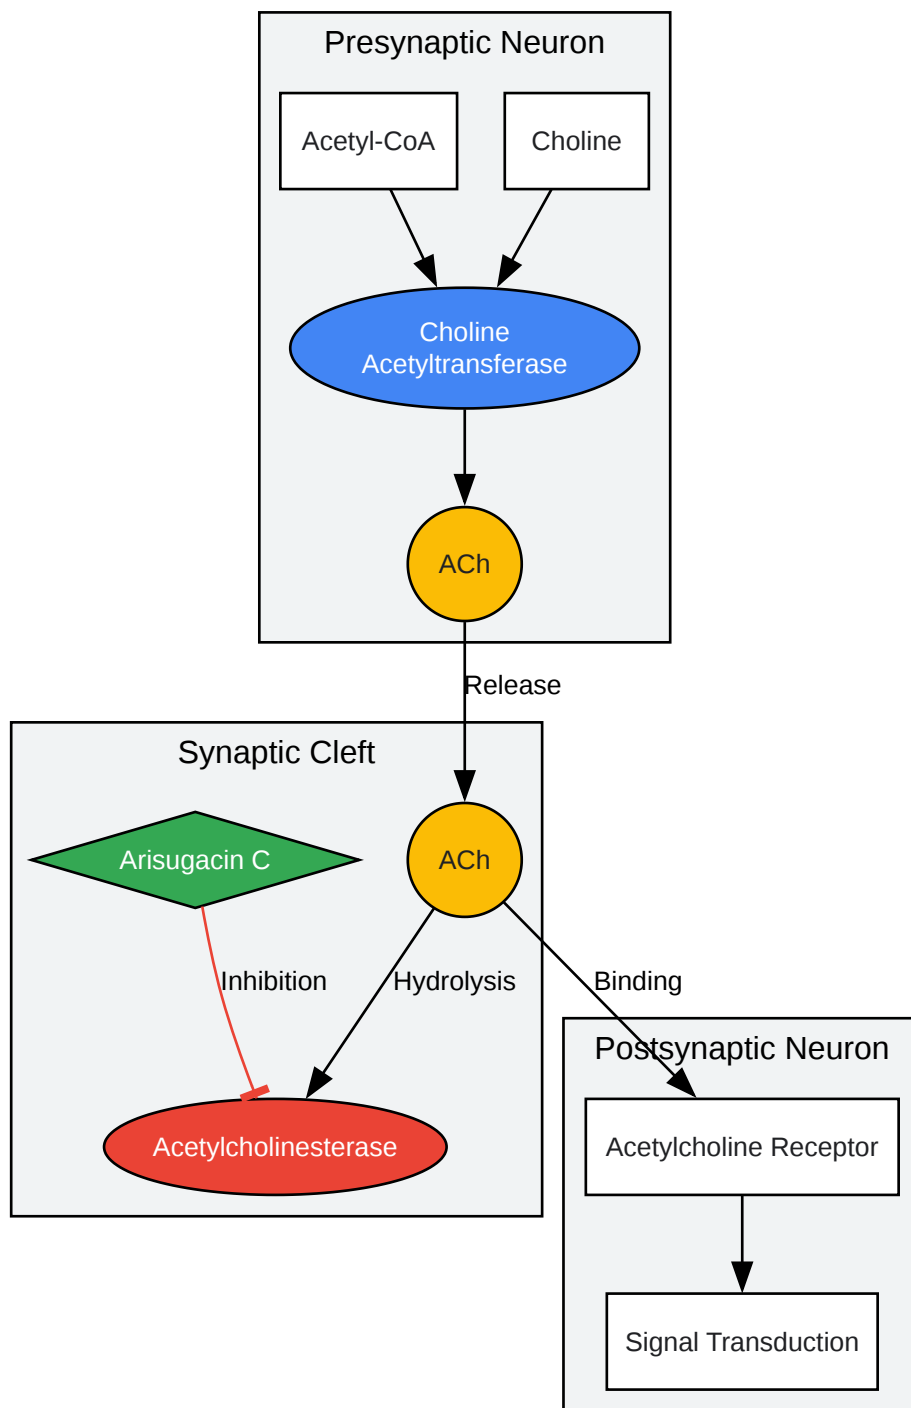 Presynaptic Neuron
Acetyl-CoA
Choline
Choline
Acetyltransferase
ACh
Release
Synaptic Cleft
Arisugacin C
ACh
Inhibition
Hydrolysis
Binding
Postsynaptic Neuron
Acetylcholinesterase
Acetylcholine Receptor
Signal Transduction